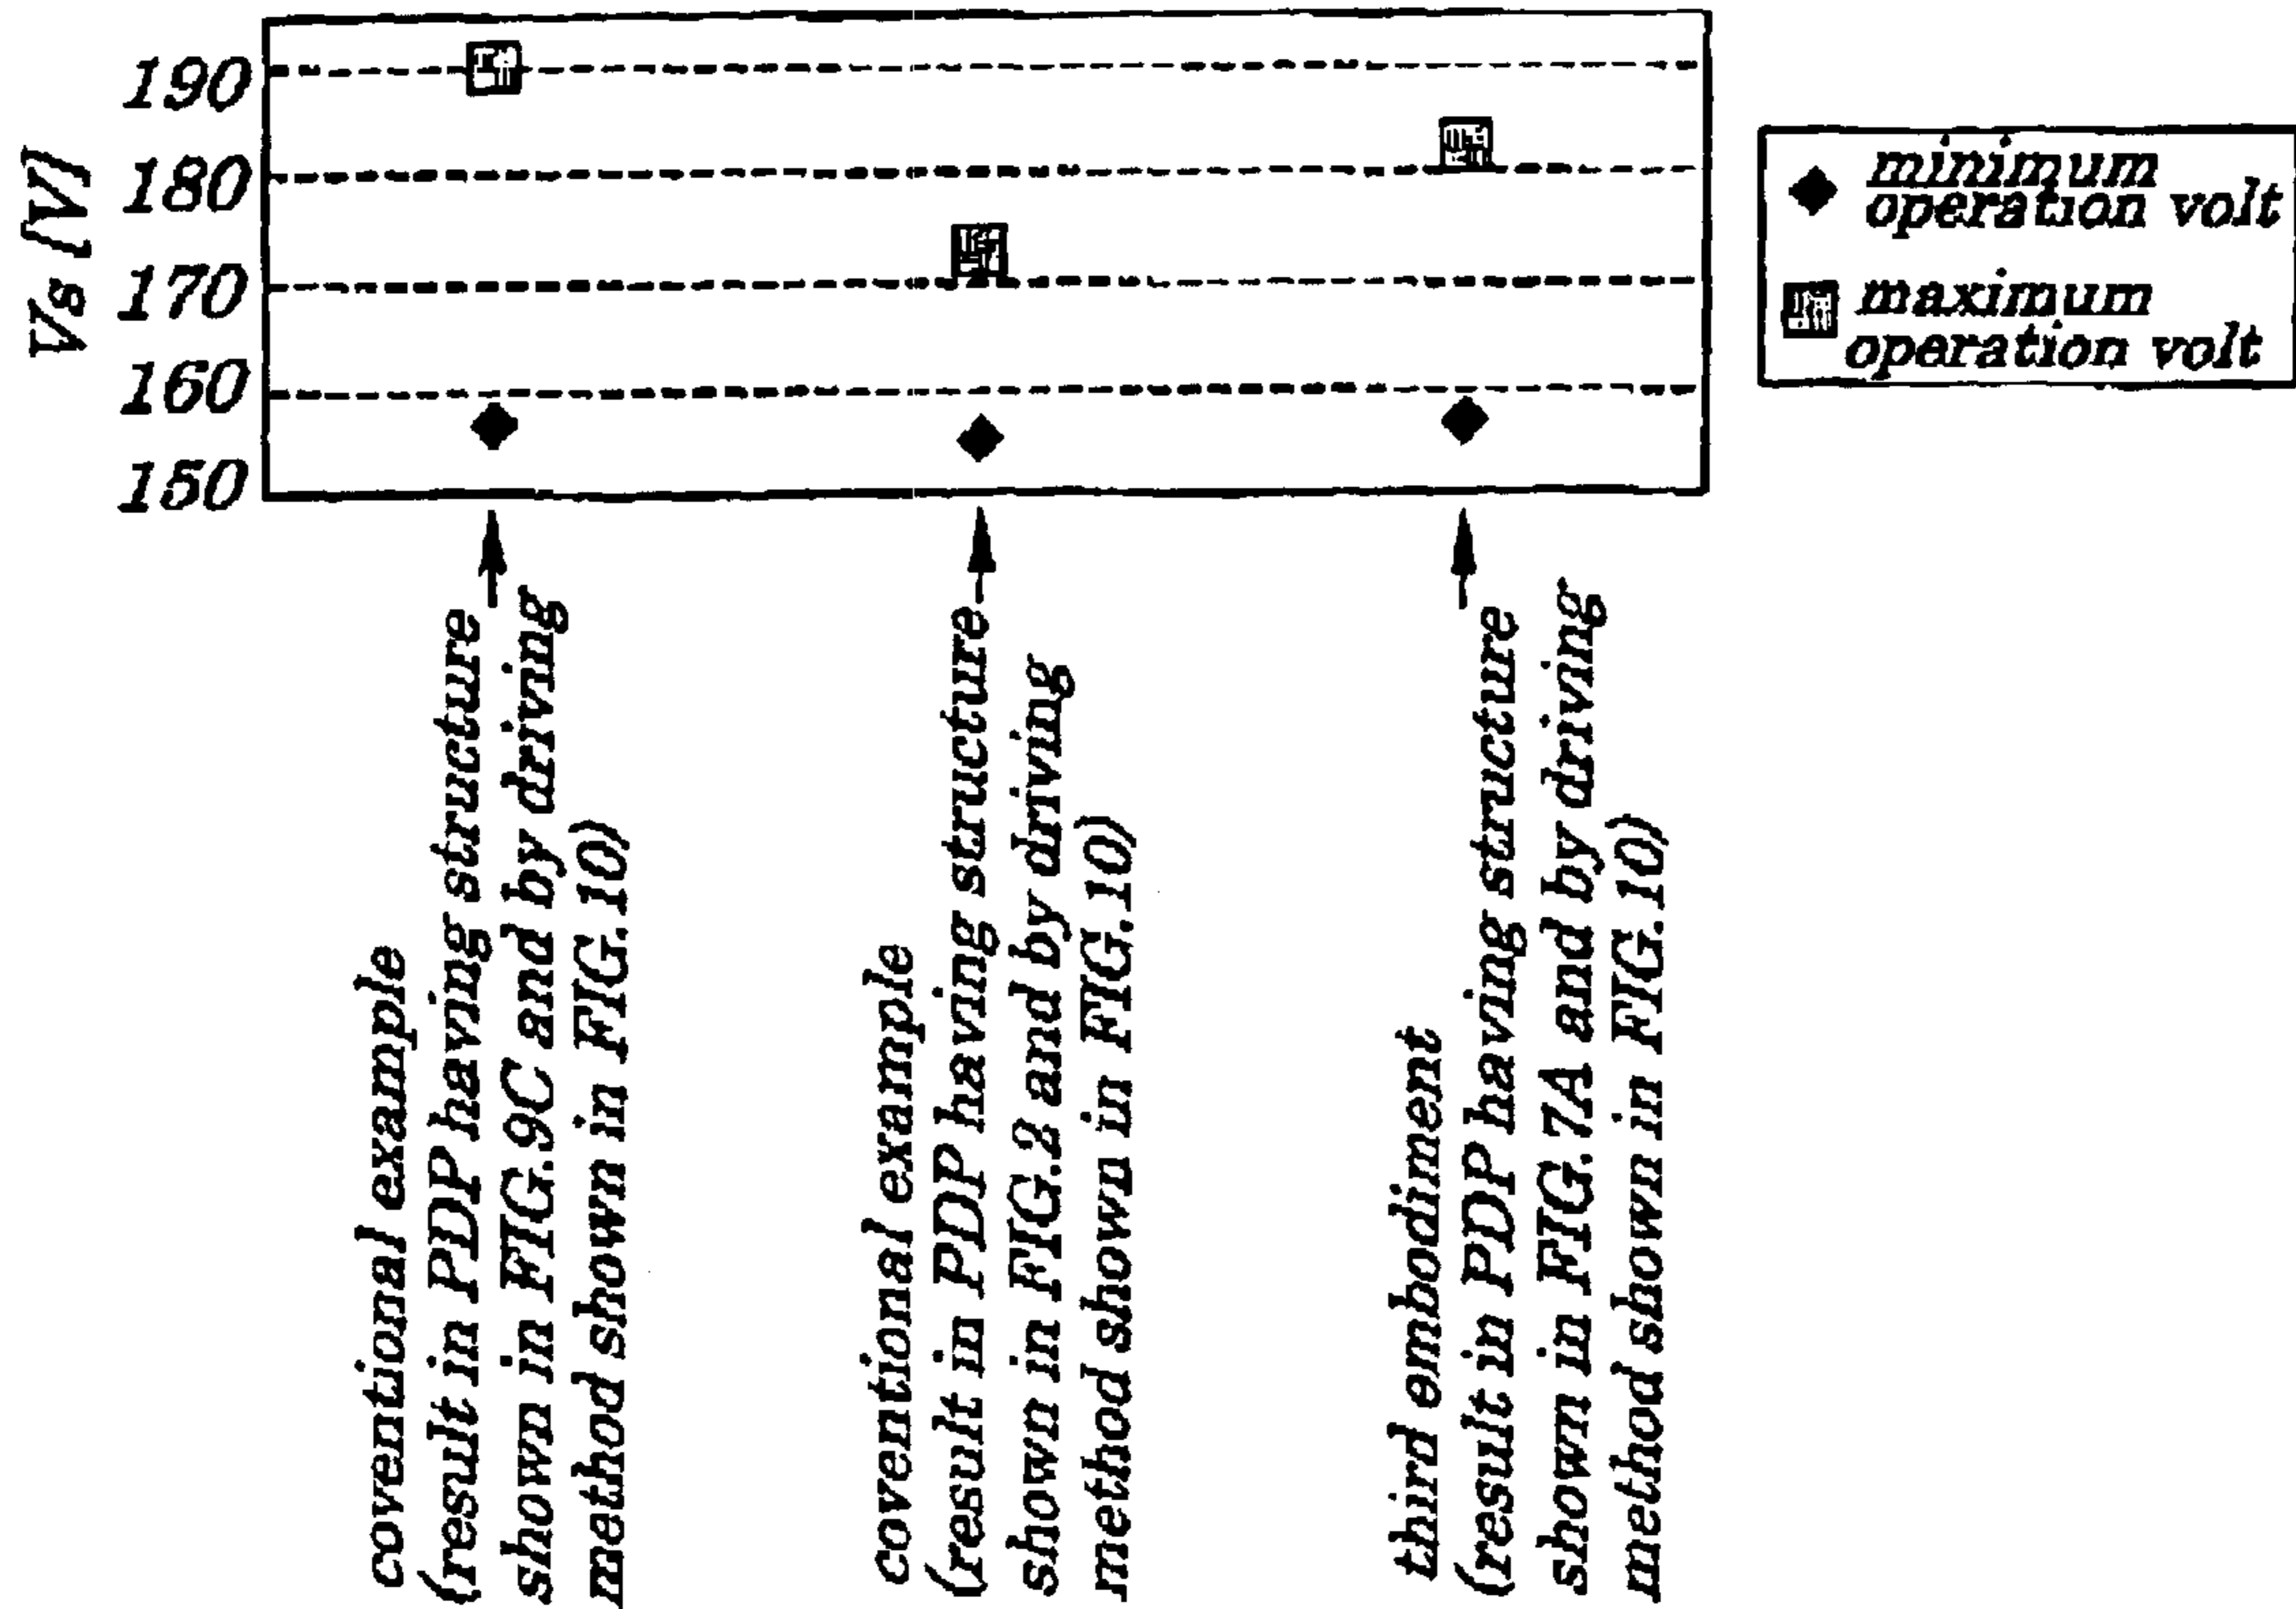 Vs [V]
190
180
170
160
150
minimum
operation volt
maximum
operation volt
coventional example
(result in PDP having structure
shown in FIG.9C and by driving
method shown in FIG.10)
coventional example
(result in PDP having structure
shown in FIG.2 and by driving
method shown in FIG.10)
third embodiment
(result in PDP having structure
shown in FIG.7A and by driving
method shown in FIG.10)